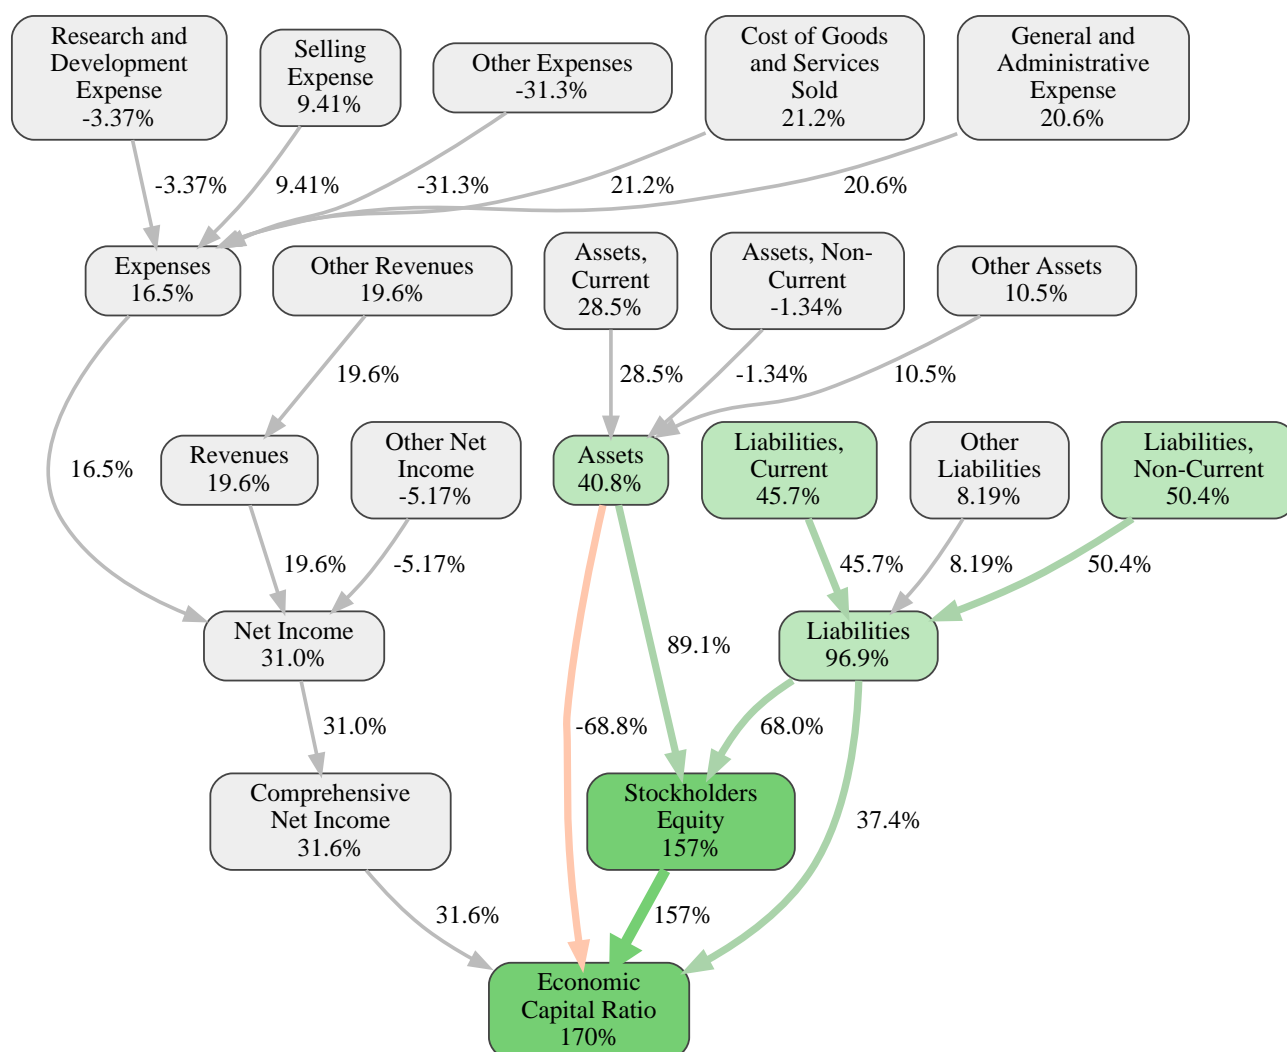 Research and
Development
Expense
-3.37%
Selling
Expense
9.41%
Other Expenses
-31.3%
Cost of Goods
and Services
Sold
21.2%
General and
Administrative
Expense
20.6%
-3.37%
9.41%
-31.3%
21.2%
20.6%
Expenses
16.5%
Other Revenues
19.6%
Assets,
Current
28.5%
Assets, Non-
Current
-1.34%
Other Assets
10.5%
19.6%
28.5%
-1.34%
10.5%
16.5%
Revenues
19.6%
Other Net
Income
-5.17%
Assets
40.8%
Liabilities,
Current
45.7%
Other
Liabilities
8.19%
Liabilities,
Non-Current
50.4%
19.6%
-5.17%
45.7%
8.19%
50.4%
Net Income
31.0%
89.1%
Liabilities
96.9%
31.0%
-68.8%
68.0%
Comprehensive
Net Income
31.6%
Stockholders
Equity
157%
37.4%
31.6%
157%
Economic
Capital Ratio
170%